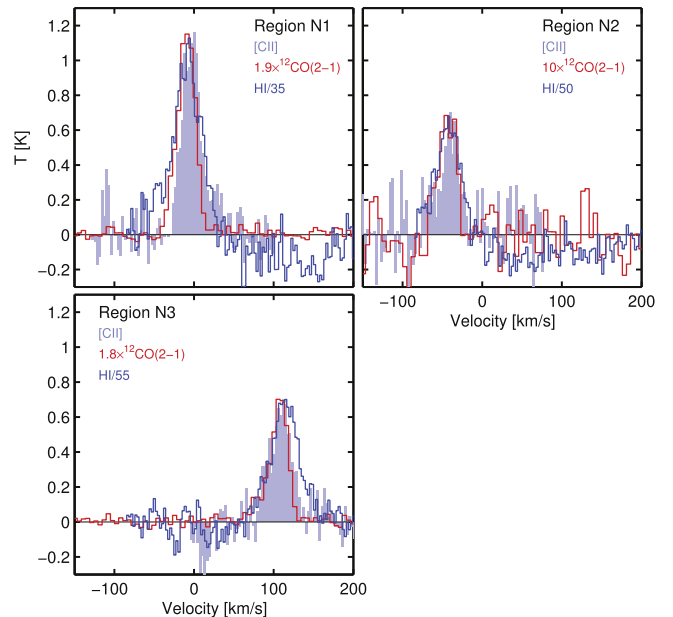 Region N1
[CII]
1.9×¹²CO(2−1)
HI/35
Region N2
[CII]
10×¹²CO(2−1)
HI/50
1.2
1
0.8
0.6
0.4
0.2
0
−0.2
T [K]
−100 0 100 200
Velocity [km/s]
Region N3
[CII]
1.8×¹²CO(2−1)
HI/55
1.2
1
0.8
0.6
0.4
0.2
0
−0.2
−100 0 100 200
Velocity [km/s]